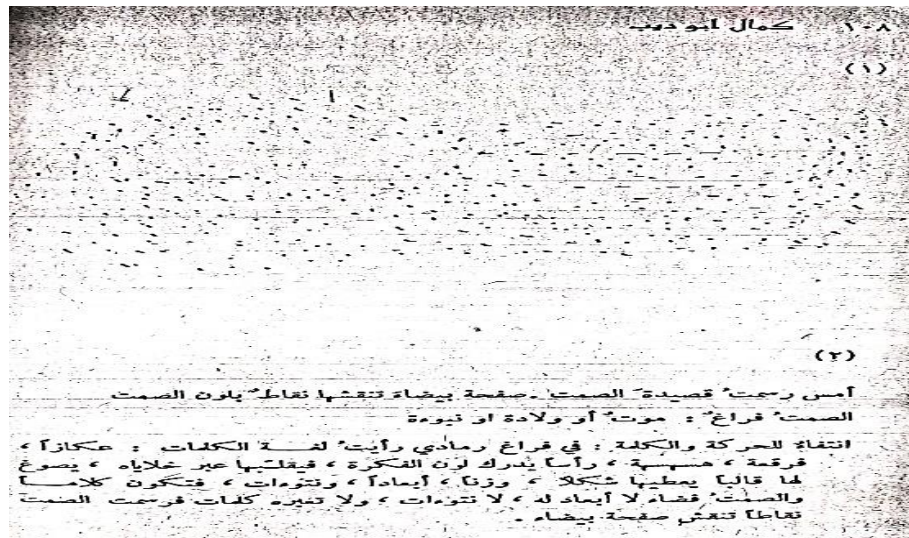 ١٠٨ كمال ابو ديب
(١)
(٢)
أمس رسمتُ قصيدةَ الصمت . صفحة بيضاء تنقشها نقاطٌ بلون الصمت
الصمتُ فراغٌ : موتٌ أو ولادة او نبوءة
انتفاءٌ للحركة والكلمة : في فراغ رمادي رأيتُ لغة الكلمات : عكازاً ،
فرقعة ، هسهسة ، رأساً يدرك لون الفكرة ، فيقلبها عبر خلاياه ، يصوغ
لها قالباً يعطيها شكلاً ، وزناً ، أبعاداً ، ونتوءات ، فتكون كلاماً
والصمتُ فضاء لا أبعاد له ، لا نتوءات ، ولا تغيره كلمات فرسمت الصمت
نقاطاً تنقش صفحة بيضاء .